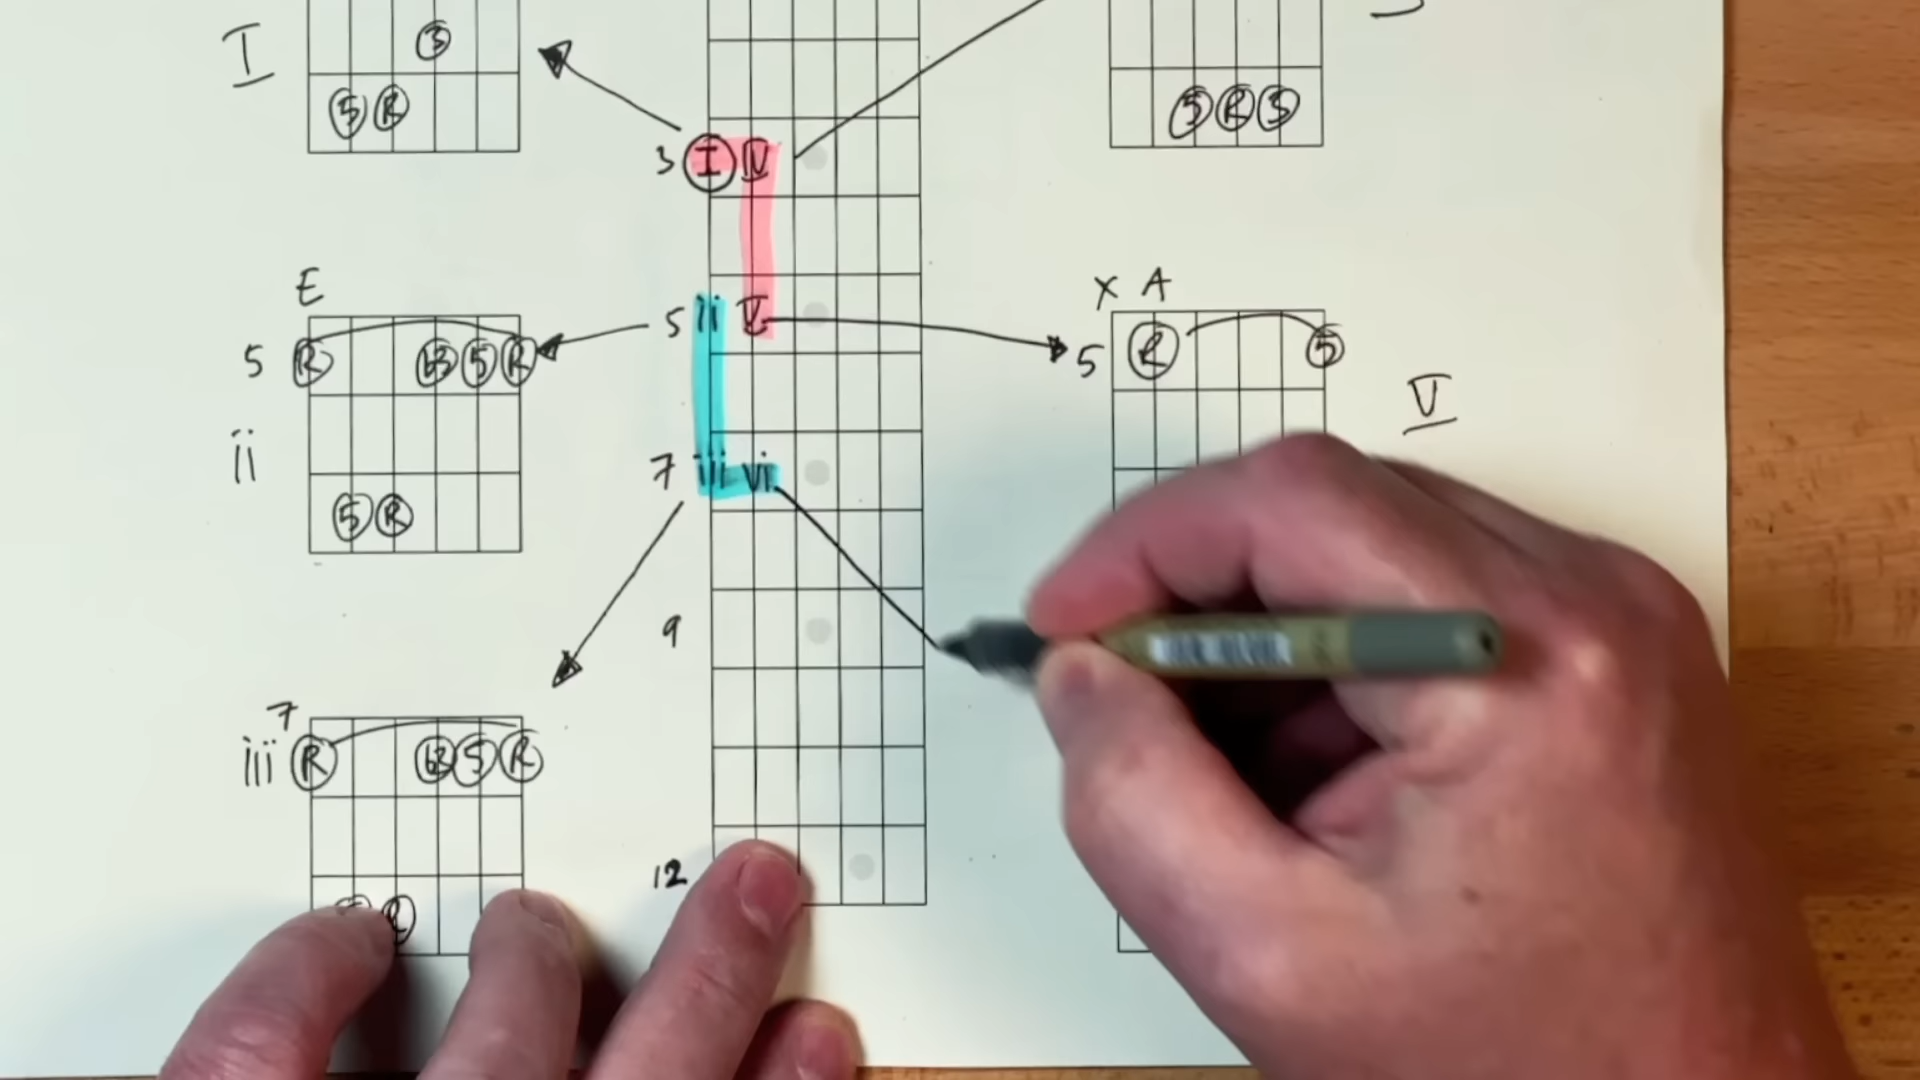 I
3
5 R
3 I IV
5 R 3
E
5 R b3 5 R
ii
5 R
5 ii V
X A
5 R 5
V
7 iii vi
9
7
iii R b3 5 R
R
12